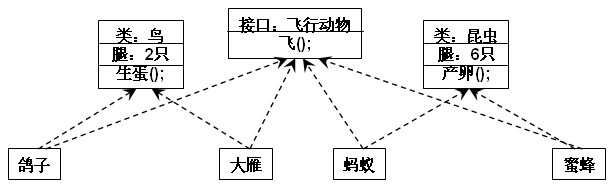 类：鸟
腿：2只
生蛋();
接口：飞行动物
飞();
类：昆虫
腿：6只
产卵();
鸽子
大雁
蚂蚁
蜜蜂